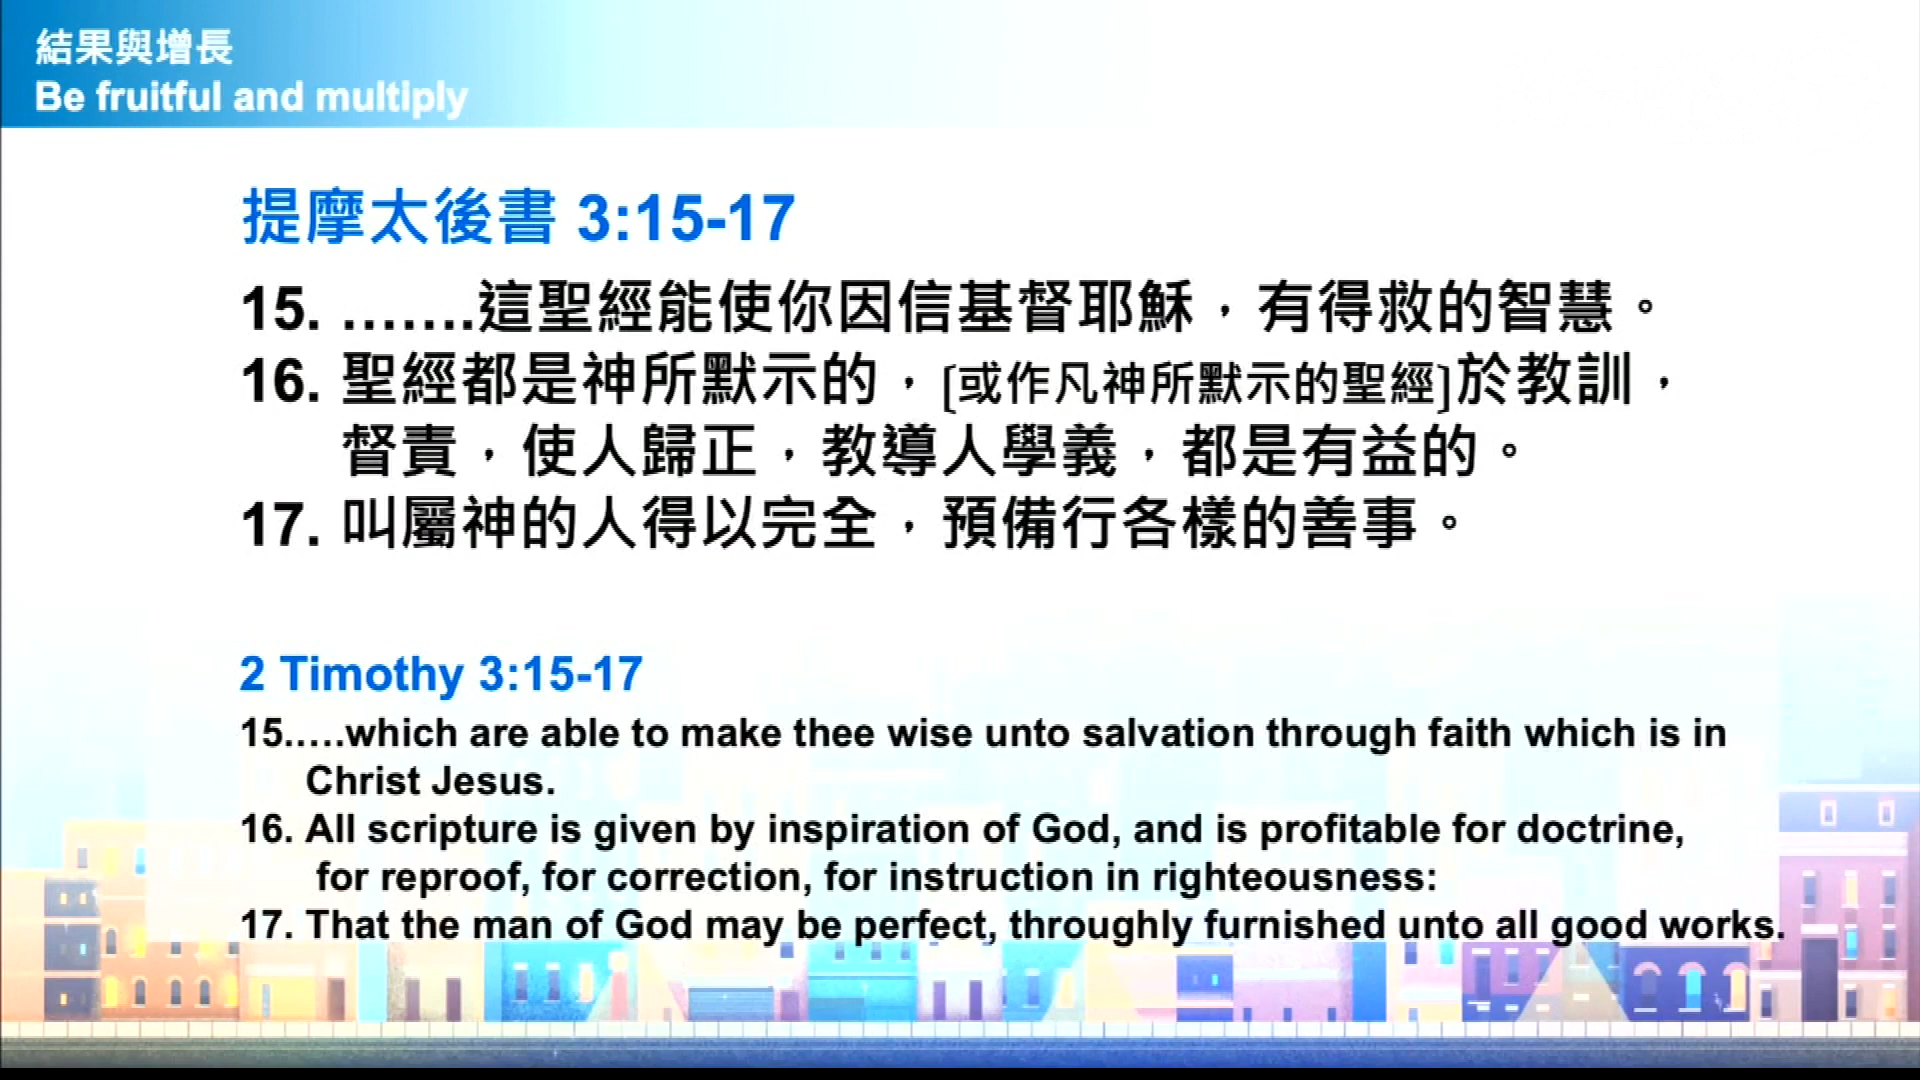 結果與增長
Be fruitful and multiply
提摩太後書 3:15-17
15. …….這聖經能使你因信基督耶穌，有得救的智慧。
16. 聖經都是神所默示的，[或作凡神所默示的聖經]於教訓，
督責，使人歸正，教導人學義，都是有益的。
17. 叫屬神的人得以完全，預備行各樣的善事。
2 Timothy 3:15-17
15.….which are able to make thee wise unto salvation through faith which is in
Christ Jesus.
16. All scripture is given by inspiration of God, and is profitable for doctrine,
for reproof, for correction, for instruction in righteousness:
17. That the man of God may be perfect, throughly furnished unto all good works.